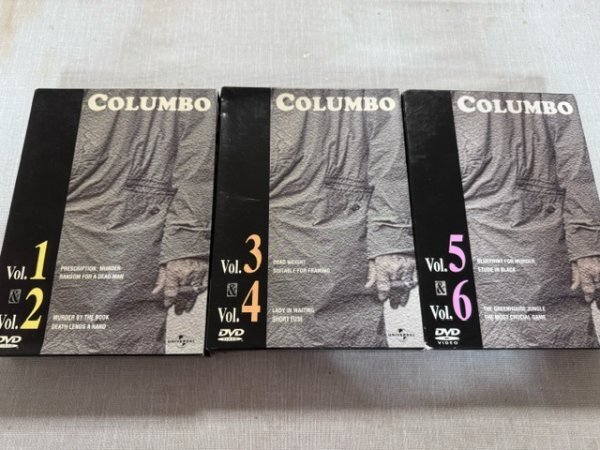 COLUMBO
Vol. 1
&
Vol. 2
PRESCRIPTION: MURDER
RANSOM FOR A DEAD MAN
MURDER BY THE BOOK
DEATH LENDS A HAND
UNIVERSAL
COLUMBO
Vol. 3
&
Vol. 4
DEAD WEIGHT
SUITABLE FOR FRAMING
LADY IN WAITING
SHORT FUSE
DVD
VIDEO
UNIVERSAL
COLUMBO
Vol. 5
&
Vol. 6
BLUEPRINT FOR MURDER
ETUDE IN BLACK
THE GREENHOUSE JUNGLE
THE MOST CRUCIAL GAME
DVD
VIDEO